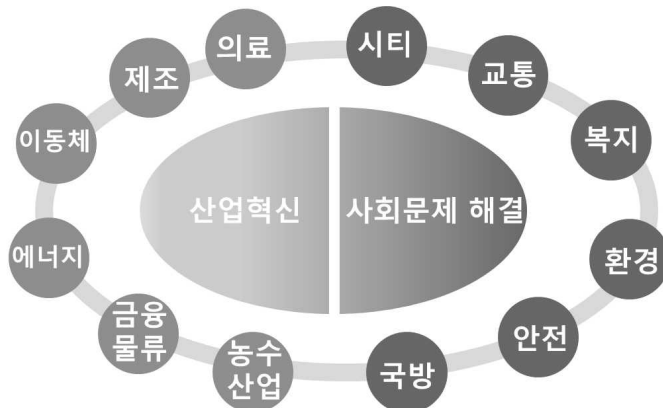 의료
시티
제조
교통
이동체
복지
산업혁신
사회문제 해결
에너지
환경
금융
물류
안전
농수
산업
국방